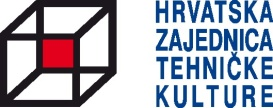 HRVATSKA
ZAJEDNICA
TEHNIČKE
KULTURE